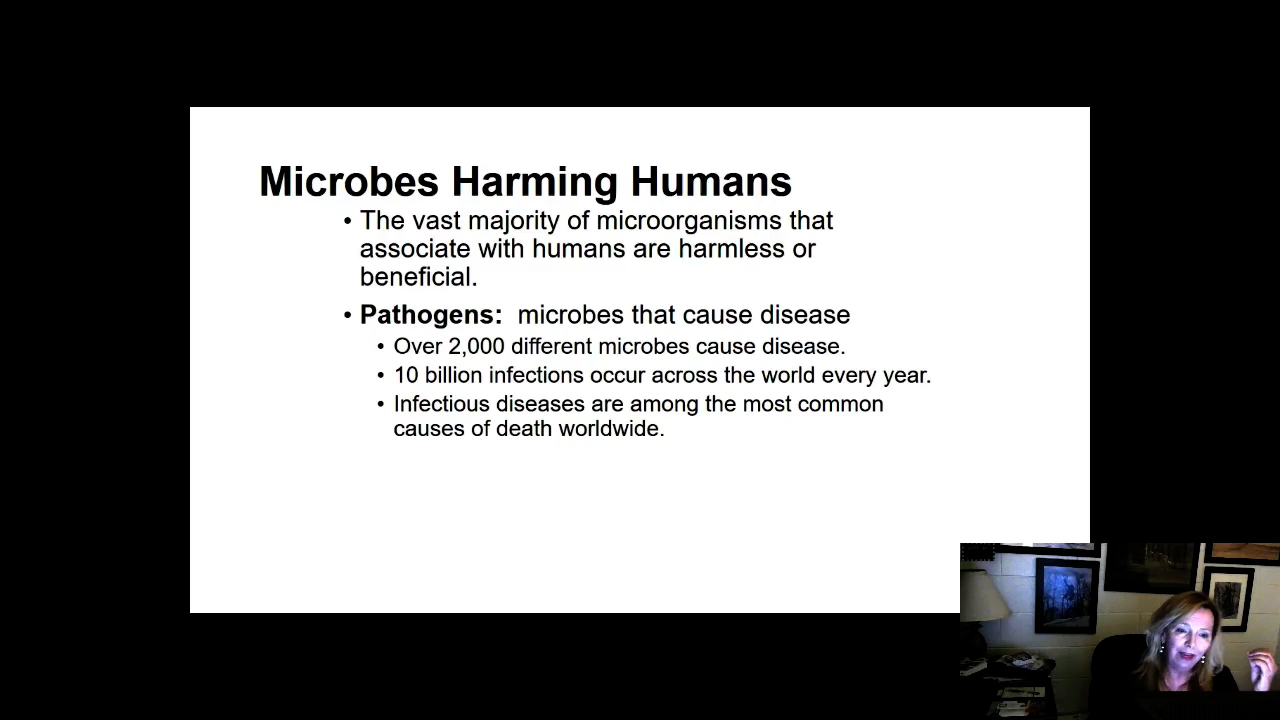 Microbes Harming Humans
• The vast majority of microorganisms that
associate with humans are harmless or
beneficial.
• Pathogens:  microbes that cause disease
• Over 2,000 different microbes cause disease.
• 10 billion infections occur across the world every year.
• Infectious diseases are among the most common
causes of death worldwide.